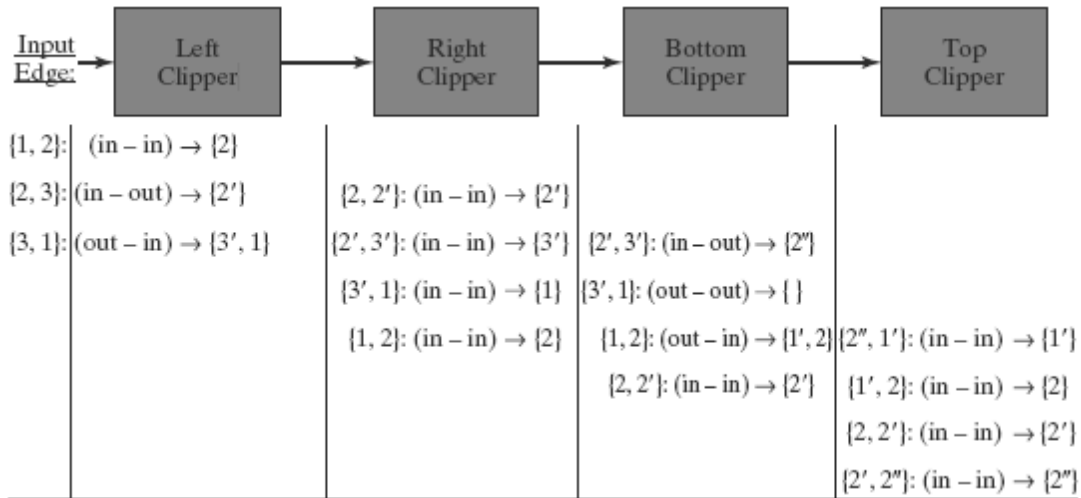 Input Edge: Left Clipper Right Clipper Bottom Clipper Top Clipper
{1, 2}: (in – in) → {2}
{2, 3}: (in – out) → {2′} {2, 2′}: (in – in) → {2′}
{3, 1}: (out – in) → {3′, 1} {2′, 3′}: (in – in) → {3′} {2′, 3′}: (in – out) → {2″}
{3′, 1}: (in – in) → {1} {3′, 1}: (out – out) → { }
{1, 2}: (in – in) → {2} {1, 2}: (out – in) → {1′, 2} {2″, 1′}: (in – in) → {1′}
{2, 2′}: (in – in) → {2′} {1′, 2}: (in – in) → {2}
{2, 2′}: (in – in) → {2′}
{2′, 2″}: (in – in) → {2″}